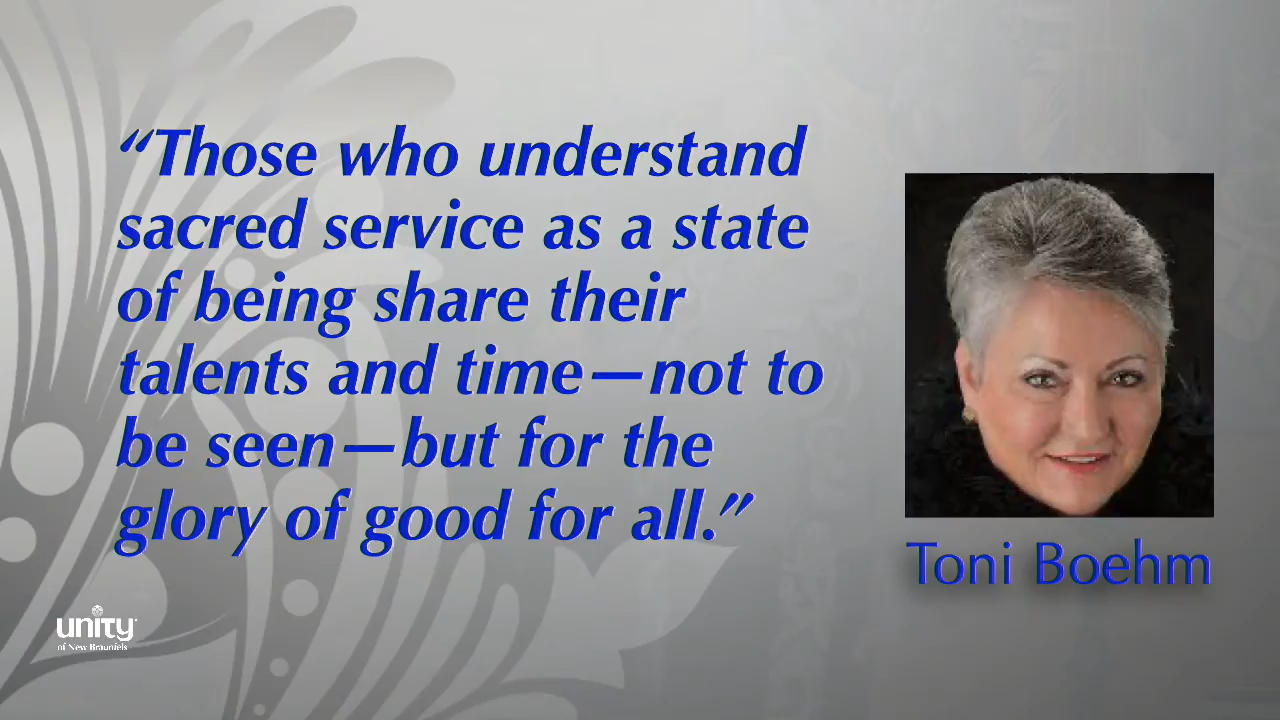 “Those who understand
sacred service as a state
of being share their
talents and time—not to
be seen—but for the
glory of good for all.”
Toni Boehm
unity
of New Braunfels